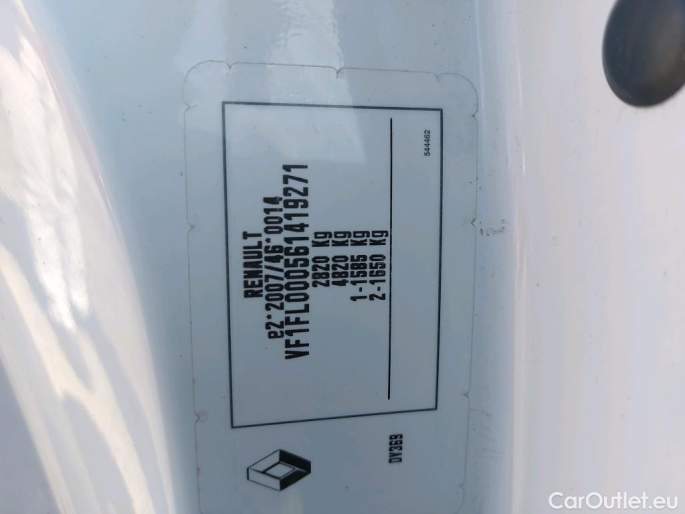 RENAULT
e2*2007/46*0014
VF1FL000561419271
2820 Kg
4820 Kg
1-1585 Kg
2-1650 Kg
544462
DV369
CarOutlet.eu